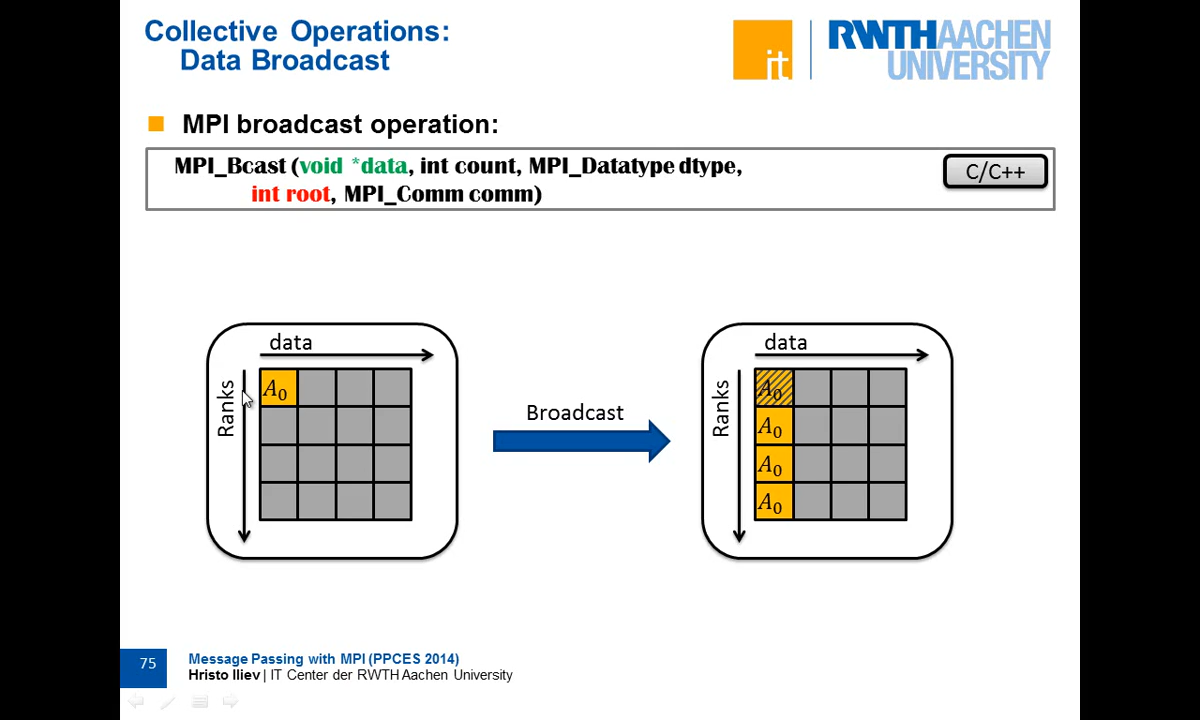 Collective Operations:
Data Broadcast
it
RWTHAACHEN
UNIVERSITY
MPI broadcast operation:
MPI_Bcast (void *data, int count, MPI_Datatype dtype,
int root, MPI_Comm comm)
C/C++
data
Ranks
A0
Broadcast
data
Ranks
A0
A0
A0
A0
75
Message Passing with MPI (PPCES 2014)
Hristo Iliev | IT Center der RWTH Aachen University